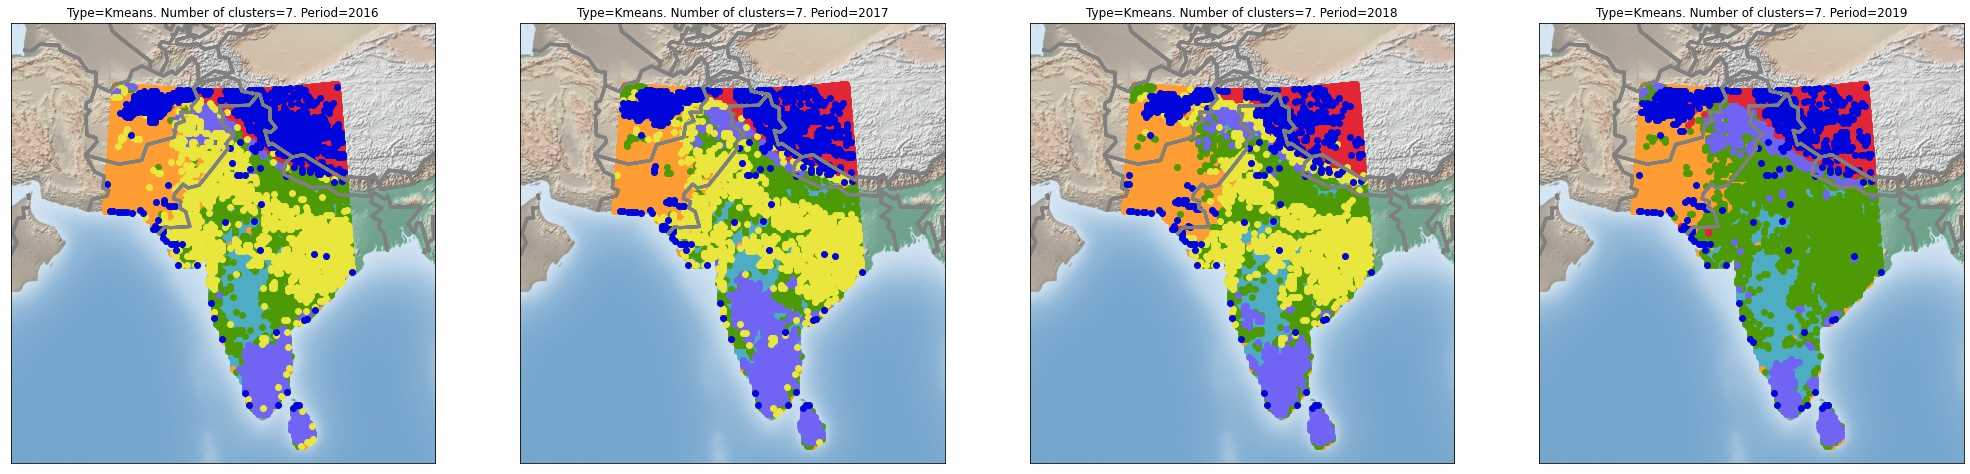 Type=Kmeans. Number of clusters=7. Period=2016
Type=Kmeans. Number of clusters=7. Period=2017
Type=Kmeans. Number of clusters=7. Period=2018
Type=Kmeans. Number of clusters=7. Period=2019